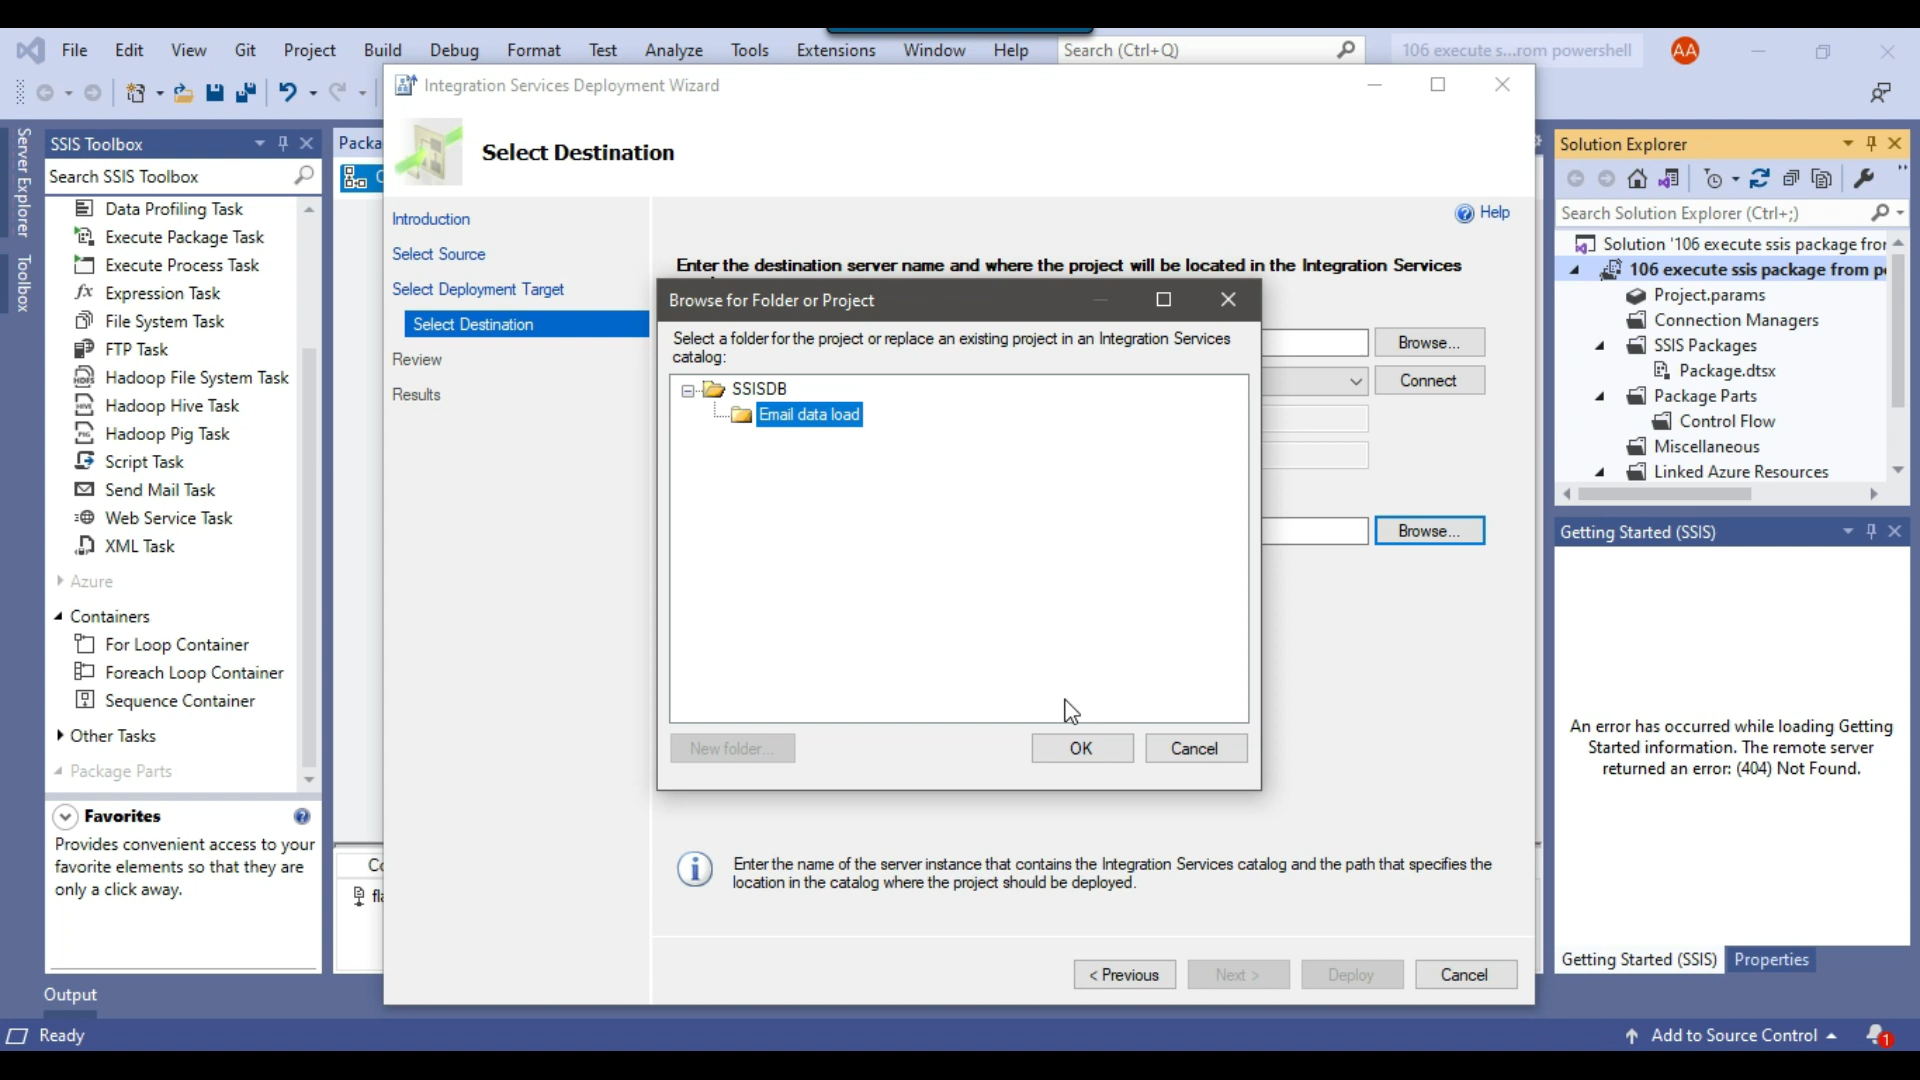 File Edit View Git Project Build Debug Format Test Analyze Tools Extensions Window Help Search (Ctrl+Q) 106 execute s...rom powershell AA
Integration Services Deployment Wizard
Server Explorer
Toolbox
SSIS Toolbox
Search SSIS Toolbox
Data Profiling Task
Execute Package Task
Execute Process Task
Expression Task
File System Task
FTP Task
Hadoop File System Task
Hadoop Hive Task
Hadoop Pig Task
Script Task
Send Mail Task
Web Service Task
XML Task
Azure
Containers
For Loop Container
Foreach Loop Container
Sequence Container
Other Tasks
Package Parts
Favorites
Provides convenient access to your
favorite elements so that they are
only a click away.
Output
Ready
Packa
C
Co
fla
Select Destination
Introduction
Select Source
Select Deployment Target
Select Destination
Review
Results
Help
Enter the destination server name and where the project will be located in the Integration Services
Browse...
Connect
Browse...
Browse for Folder or Project
Select a folder for the project or replace an existing project in an Integration Services
catalog:
SSISDB
Email data load
New folder...
OK
Cancel
Enter the name of the server instance that contains the Integration Services catalog and the path that specifies the
location in the catalog where the project should be deployed.
< Previous
Next >
Deploy
Cancel
Solution Explorer
Search Solution Explorer (Ctrl+;)
Solution '106 execute ssis package fror
106 execute ssis package from p
Project.params
Connection Managers
SSIS Packages
Package.dtsx
Package Parts
Control Flow
Miscellaneous
Linked Azure Resources
Getting Started (SSIS)
An error has occurred while loading Getting
Started information. The remote server
returned an error: (404) Not Found.
Getting Started (SSIS) Properties
Add to Source Control
1